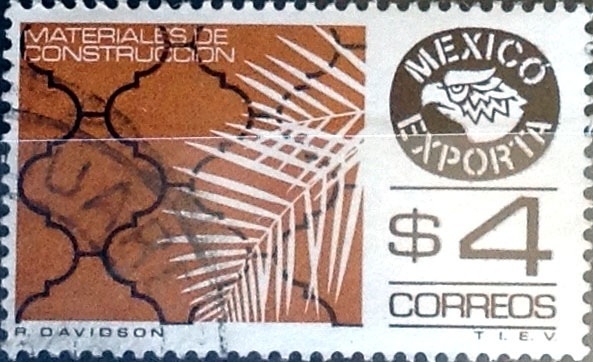 MATERIALES DE
CONSTRUCCION
MEXICO
EXPORTA
$4
CORREOS
R. DAVIDSON
T. I. E. V